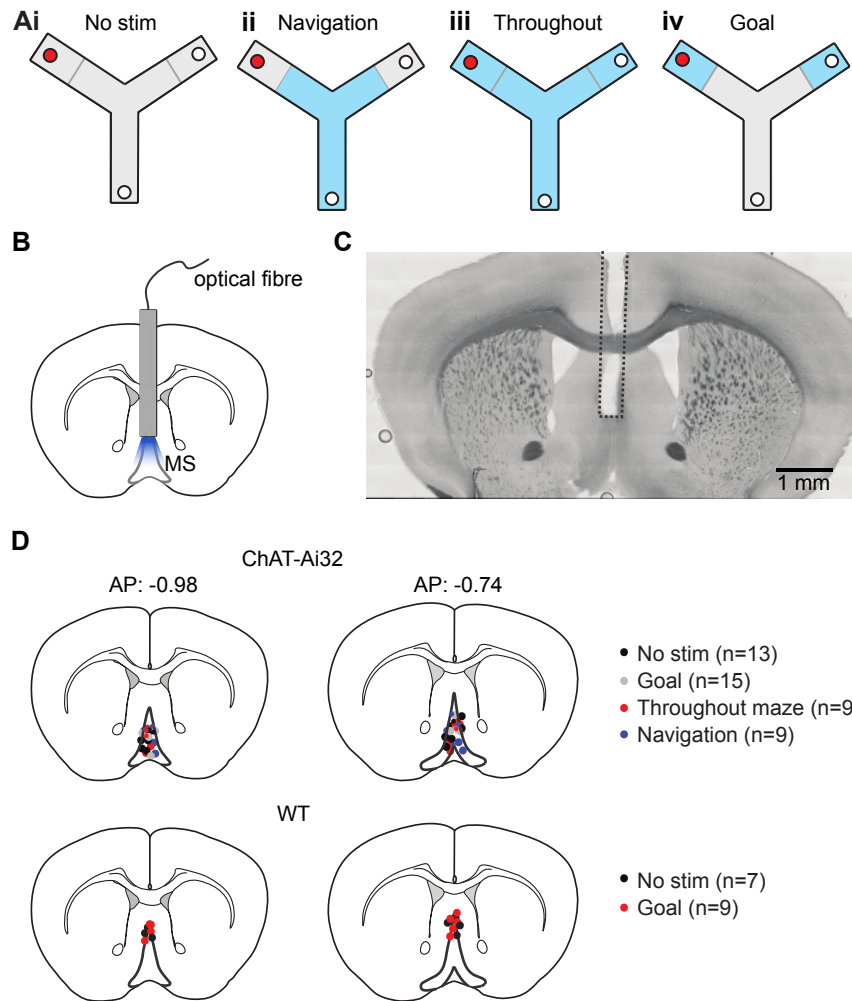 Ai No stim
ii Navigation
iii Throughout
iv Goal
B
optical fibre
MS
C
1 mm
D
ChAT-Ai32
AP: -0.98
AP: -0.74
No stim (n=13)
Goal (n=15)
Throughout maze (n=9
Navigation (n=9)
WT
No stim (n=7)
Goal (n=9)